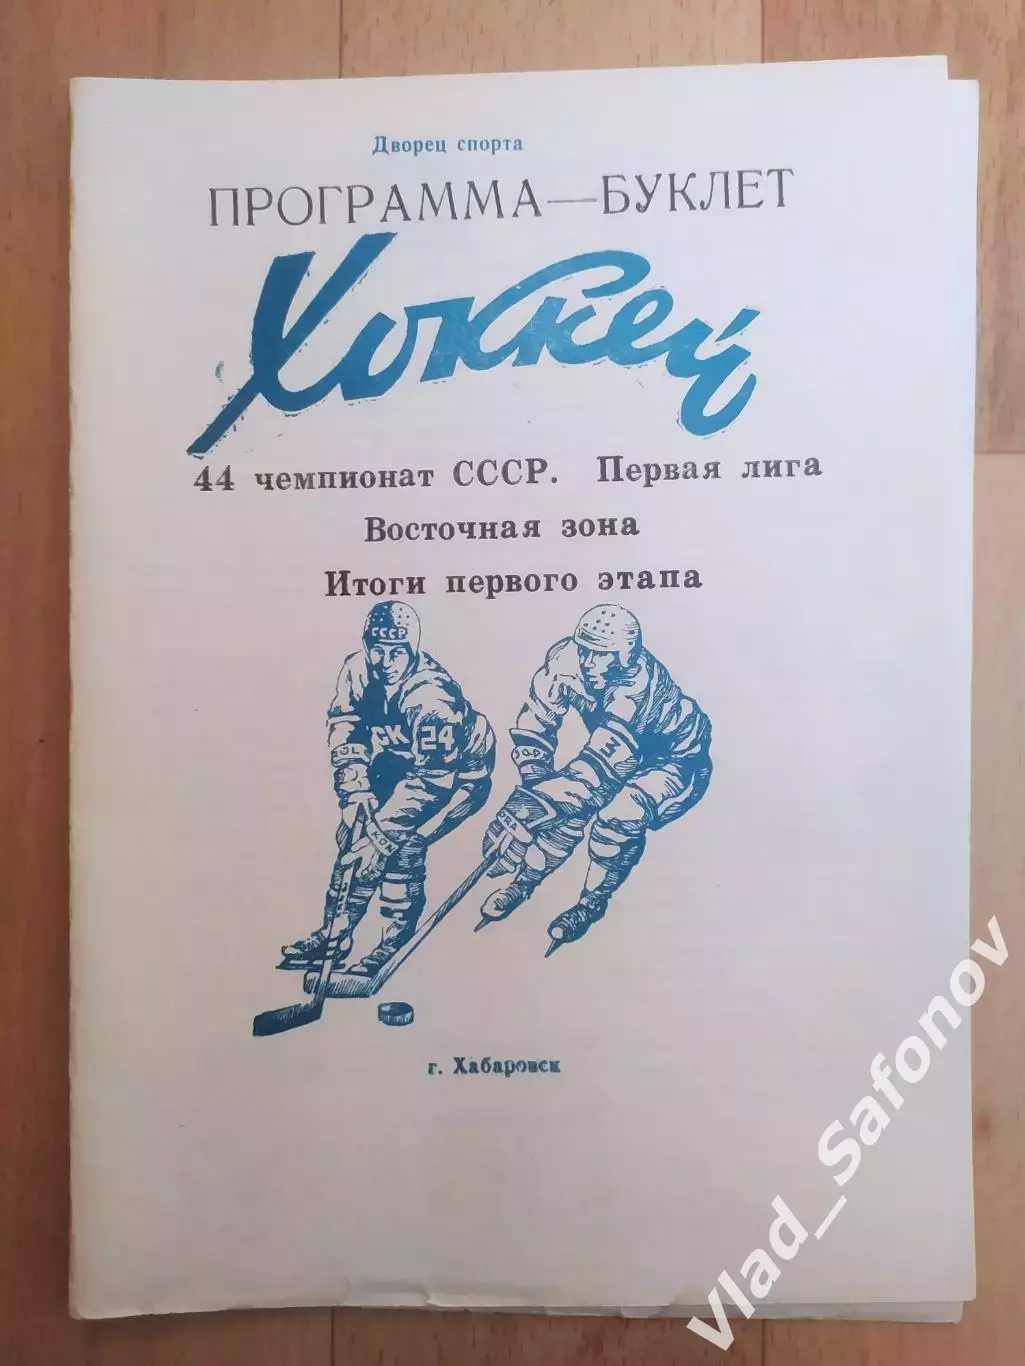 Дворец спорта
ПРОГРАММА—БУКЛЕТ
Хоккей
44 чемпионат СССР. Первая лига
Восточная зона
Итоги первого этапа
СССР
СК 24
3
г. Хабаровск
Vlad_Safonov